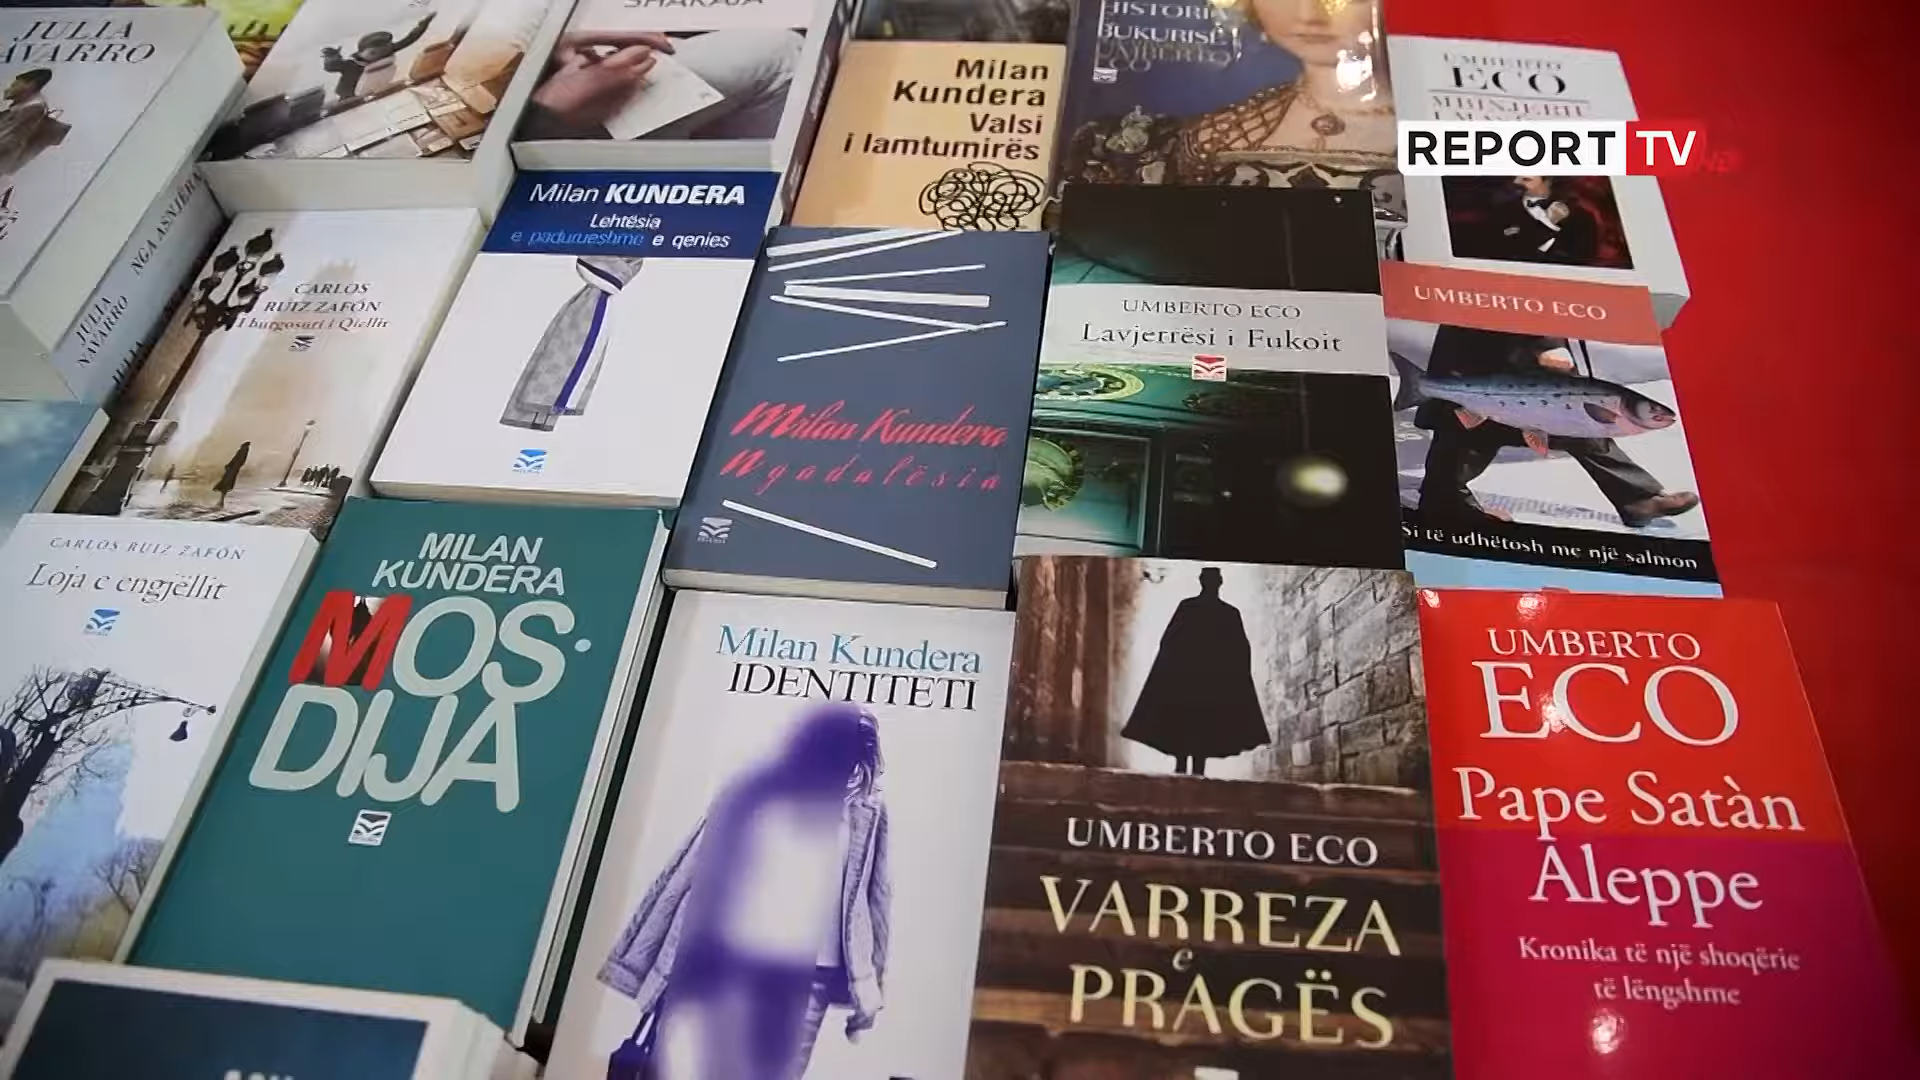 JULIA
NAVARRO
NGA ASNJËRA
JULIA
NAVARRO
Milan
Kundera
Valsi
i lamtumirës
HISTORIA
BUKURISË
UMBERTO
ECO
UMBERTO
ECO
REPORT TV
Milan KUNDERA
Lehtësia
e padurueshme e qenies
CARLOS
RUIZ ZAFÓN
I burgosuri i Qiellit
Milan Kundera
Ngadalësia
UMBERTO ECO
Lavjerrësi i Fukoit
UMBERTO ECO
Si të udhëtosh me një salmon
CARLOS RUIZ ZAFÓN
Loja e engjëllit
MILAN
KUNDERA
MOS·
DIJA
Milan Kundera
IDENTITETI
UMBERTO ECO
VARREZA
e
PRAGËS
UMBERTO
ECO
Pape Satàn
Aleppe
Kronika të një shoqërie
të lëngshme